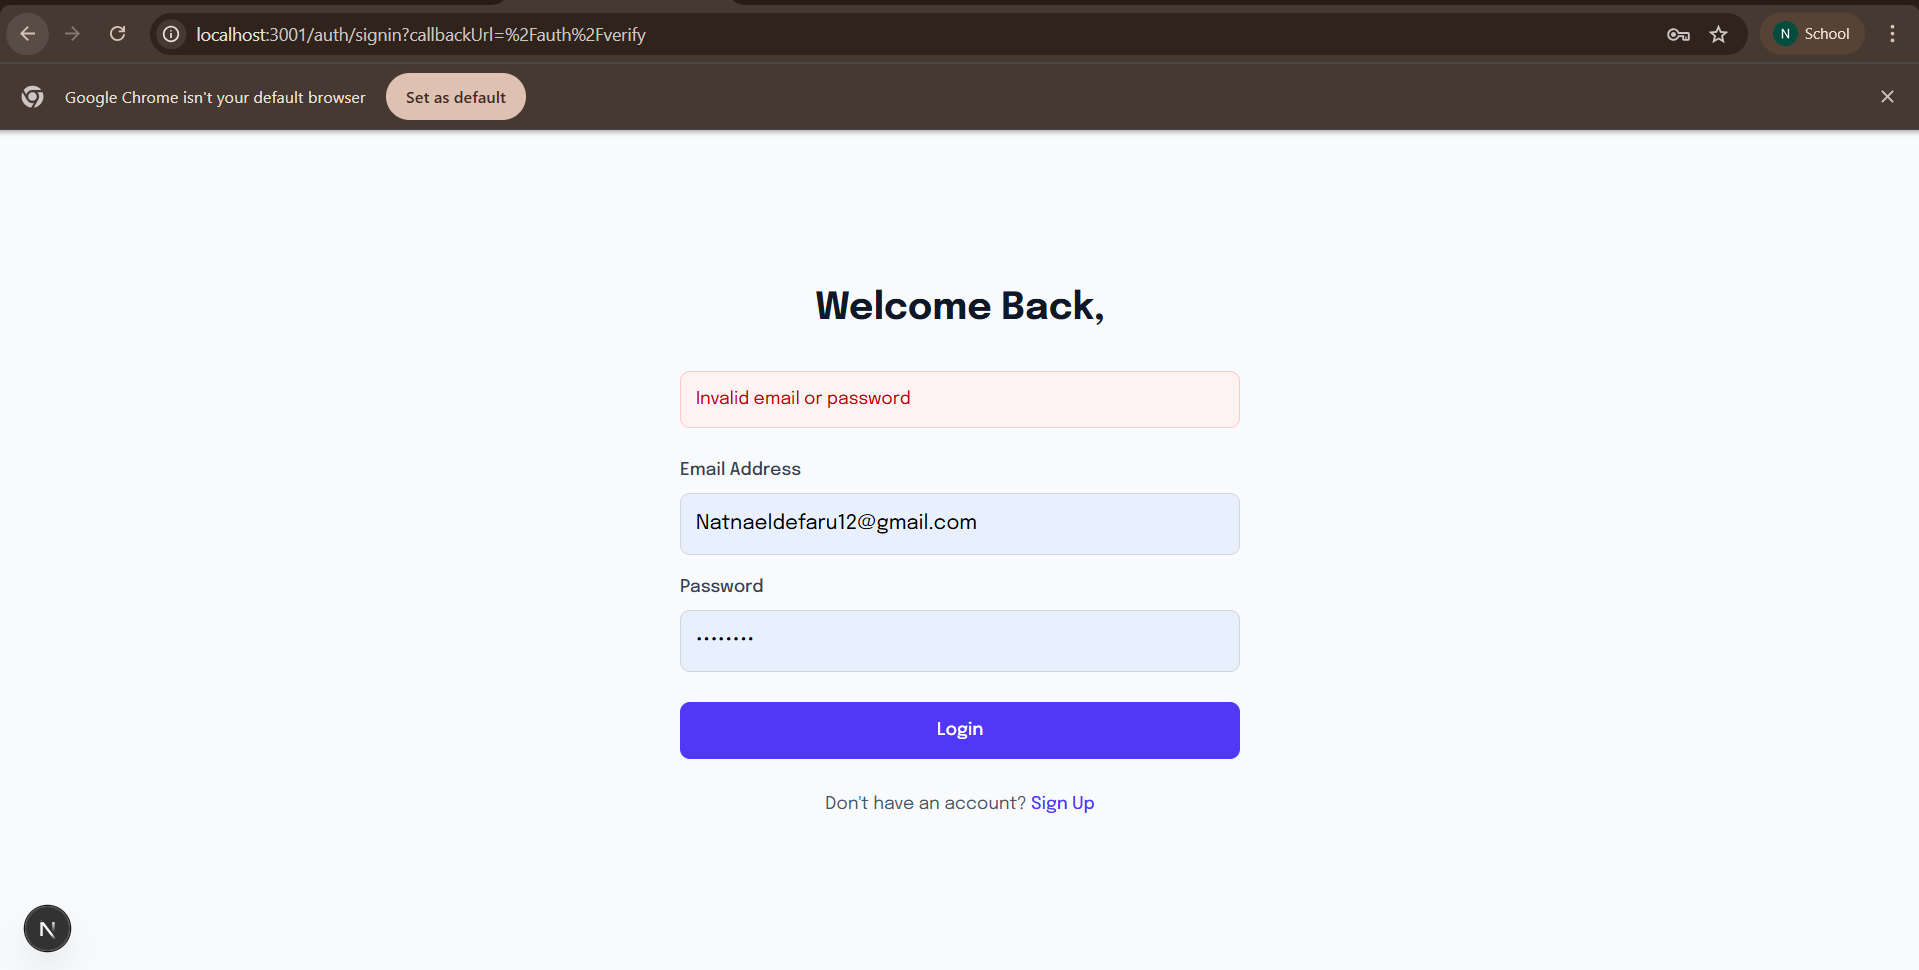 localhost:3001/auth/signin?callbackUrl=%2Fauth%2Fverify
N School
Google Chrome isn't your default browser
Set as default
Welcome Back,
Invalid email or password
Email Address
Natnaeldefaru12@gmail.com
Password
••••••••
Login
Don't have an account? Sign Up
N